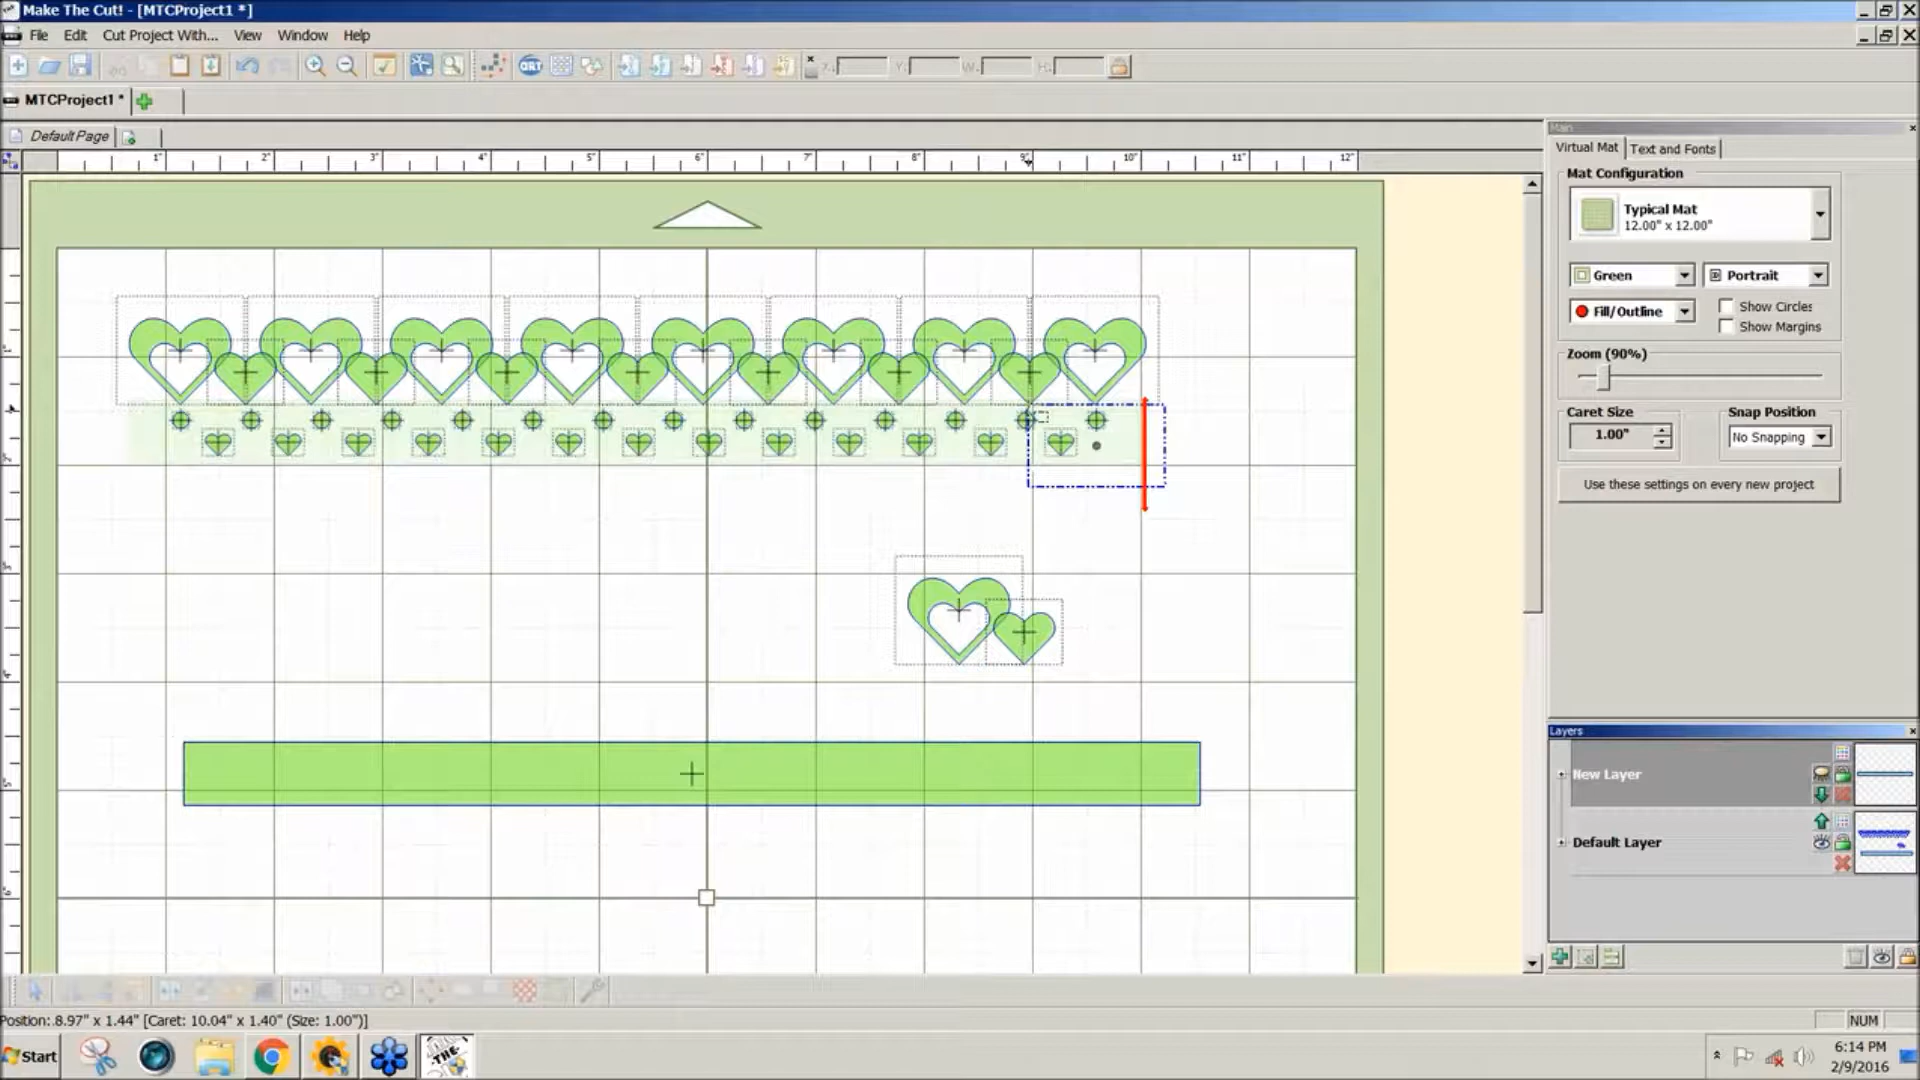 Make The Cut! - [MTCProject1 *]
File Edit Cut Project With... View Window Help
ART X: Y: W: H:
MTCProject1 *
Default Page
1" 2" 3" 4" 5" 6" 7" 8" 9" 10" 11" 12"
Main
Virtual Mat Text and Fonts
Mat Configuration
Typical Mat
12.00" x 12.00"
Green Portrait
Fill/Outline Show Circles
Show Margins
Zoom (90%)
Caret Size Snap Position
1.00" No Snapping
Use these settings on every new project
Layers
New Layer
Default Layer
Position: 8.97" x 1.44" [Caret: 10.04" x 1.40" (Size: 1.00")]
NUM
Start
THE
6:14 PM
2/9/2016